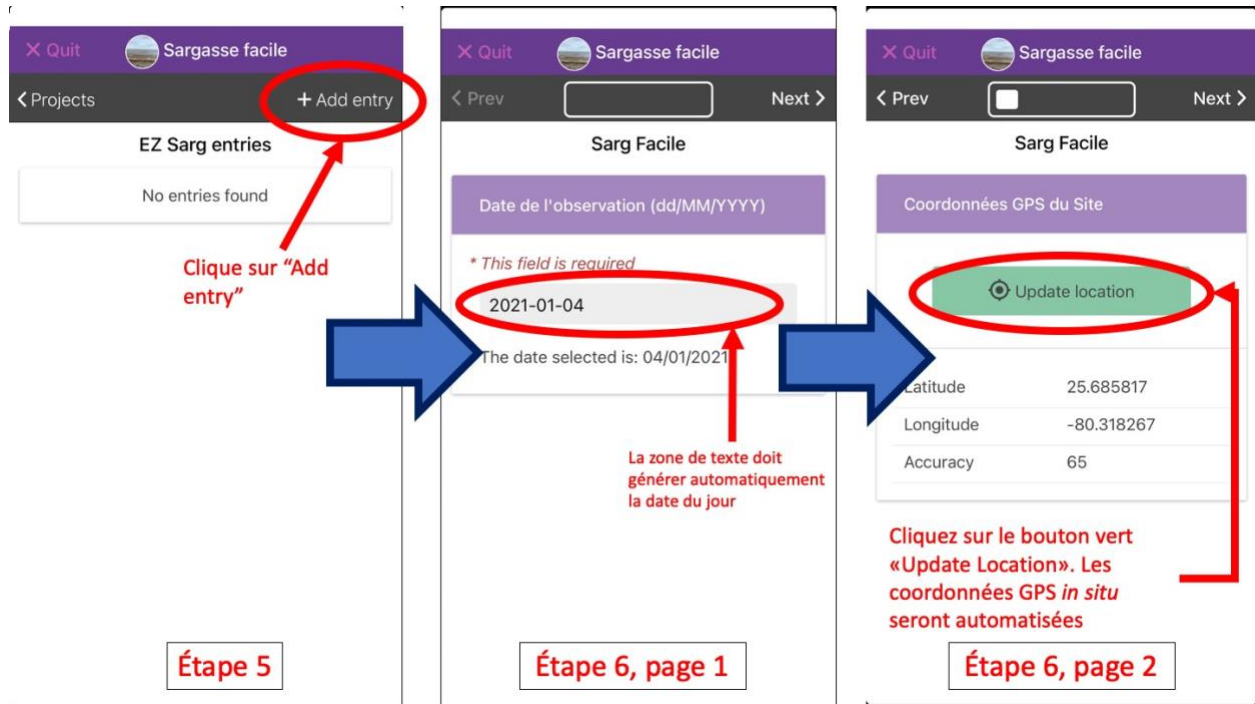 X Quit
Sargasse facile
< Projects
+ Add entry
EZ Sarg entries
No entries found
Clique sur “Add
entry”
Étape 5
X Quit
Sargasse facile
< Prev
Next >
Sarg Facile
Date de l'observation (dd/MM/YYYY)
* This field is required
2021-01-04
The date selected is: 04/01/2021
La zone de texte doit
générer automatiquement
la date du jour
Étape 6, page 1
X Quit
Sargasse facile
< Prev
Next >
Sarg Facile
Coordonnées GPS du Site
Update location
Latitude 25.685817
Longitude -80.318267
Accuracy 65
Cliquez sur le bouton vert
«Update Location». Les
coordonnées GPS in situ
seront automatisées
Étape 6, page 2